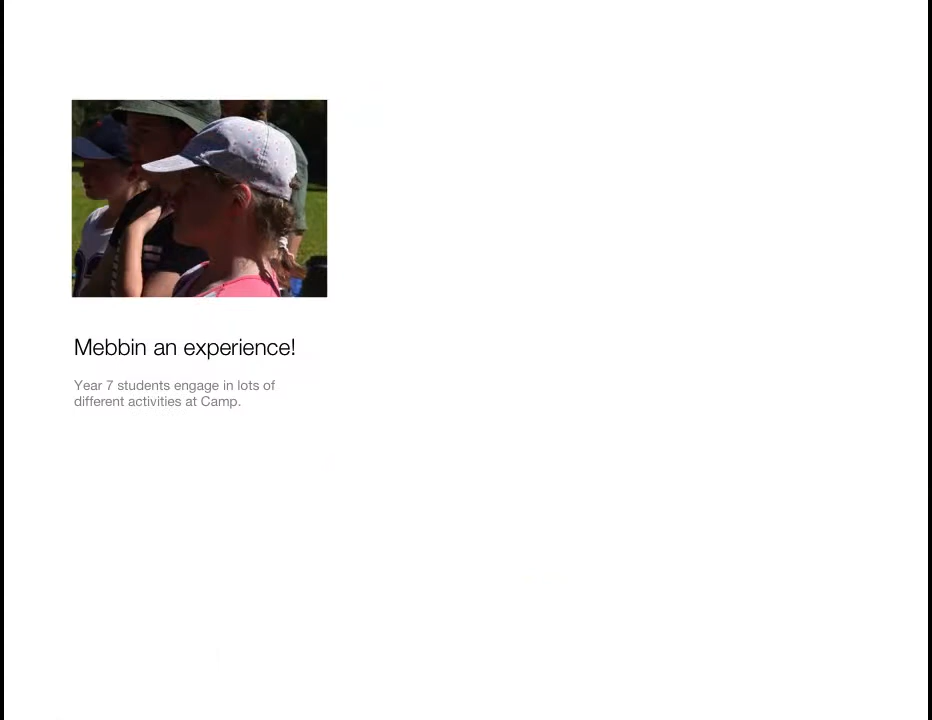 Mebbin an experience!
Year 7 students engage in lots of
different activities at Camp.